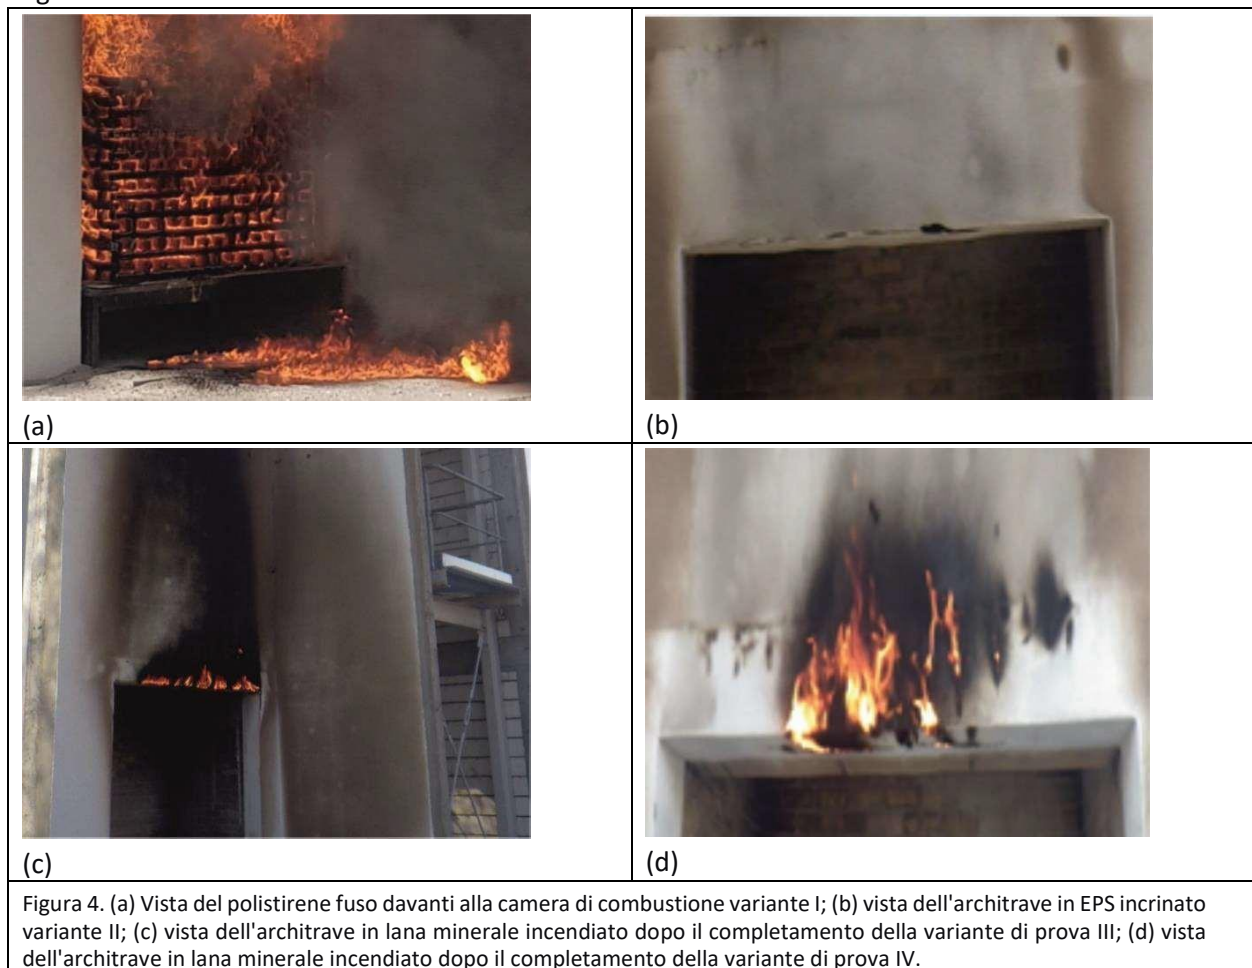 (a)
(b)
(c)
(d)
Figura 4. (a) Vista del polistirene fuso davanti alla camera di combustione variante I; (b) vista dell'architrave in EPS incrinato
variante II; (c) vista dell'architrave in lana minerale incendiato dopo il completamento della variante di prova III; (d) vista
dell'architrave in lana minerale incendiato dopo il completamento della variante di prova IV.